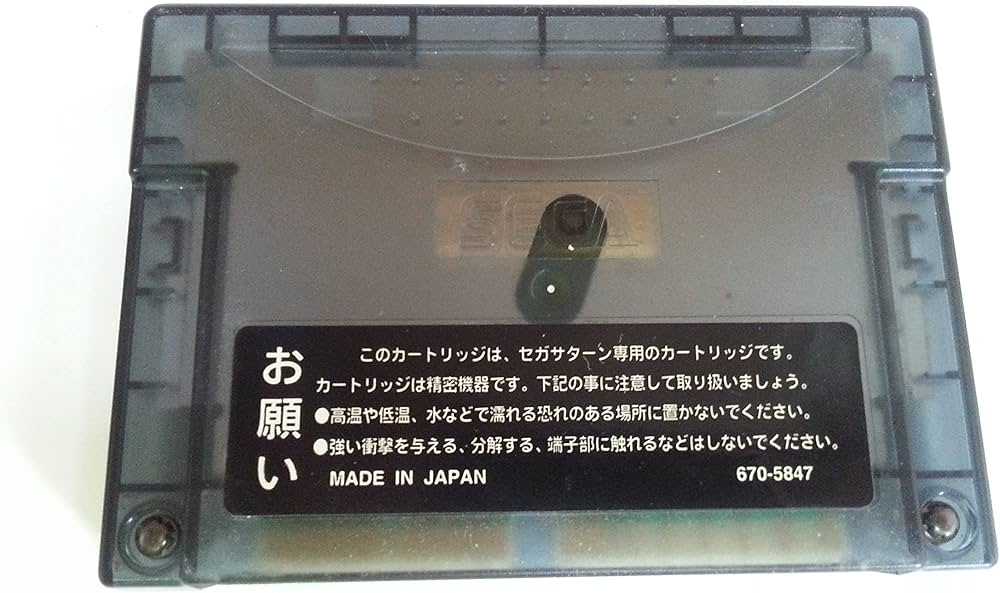 SEGA
お願い
このカートリッジは、セガサターン専用のカートリッジです。
カートリッジは精密機器です。下記の事に注意して取り扱いましょう。
●高温や低温、水などで濡れる恐れのある場所に置かないでください。
●強い衝撃を与える、分解する、端子部に触れるなどはしないでください。
MADE IN JAPAN 670-5847